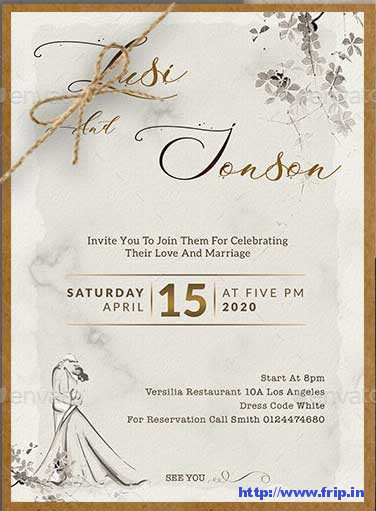 Lusi
And
Jonson
Invite You To Join Them For Celebrating
Their Love And Marriage
SATURDAY
APRIL
15
AT FIVE PM
2020
Start At 8pm
Versilia Restaurant 10A Los Angeles
Dress Code White
For Reservation Call Smith 0124474680
SEE YOU
http://www.frip.in